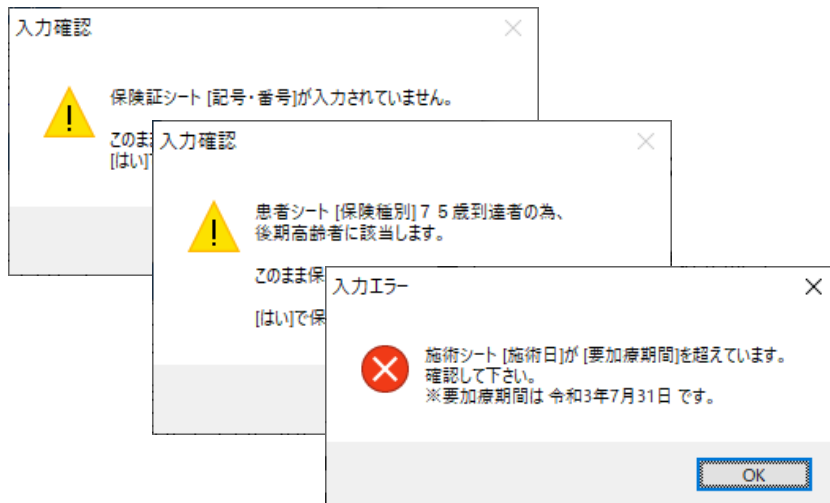 入力確認
保険証シート [記号・番号]が入力されていません。
このまま
[はい]で
入力確認
患者シート [保険種別]７５歳到達者の為、
後期高齢者に該当します。
このまま保
[はい]で保
入力エラー
施術シート [施術日]が [要加療期間]を超えています。
確認して下さい。
※要加療期間は 令和3年7月31日 です。
OK